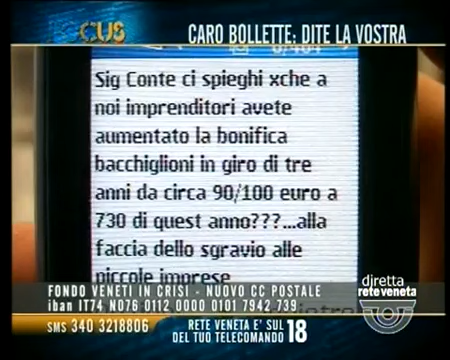 FOCUS
CARO BOLLETTE: DITE LA VOSTRA
Sig Conte ci spieghi xche a
noi imprenditori avete
aumentato la bonifica
bacchiglioni in giro di tre
anni da circa 90/100 euro a
730 di quest anno???...alla
faccia dello sgravio alle
piccole imprese
FONDO VENETI IN CRISI - NUOVO CC POSTALE
iban IT74 N076 0112 0000 0101 7942 739
diretta
reteveneta
SMS 340 3218806
RETE VENETA E' SUL
DEL TUO TELECOMANDO
18